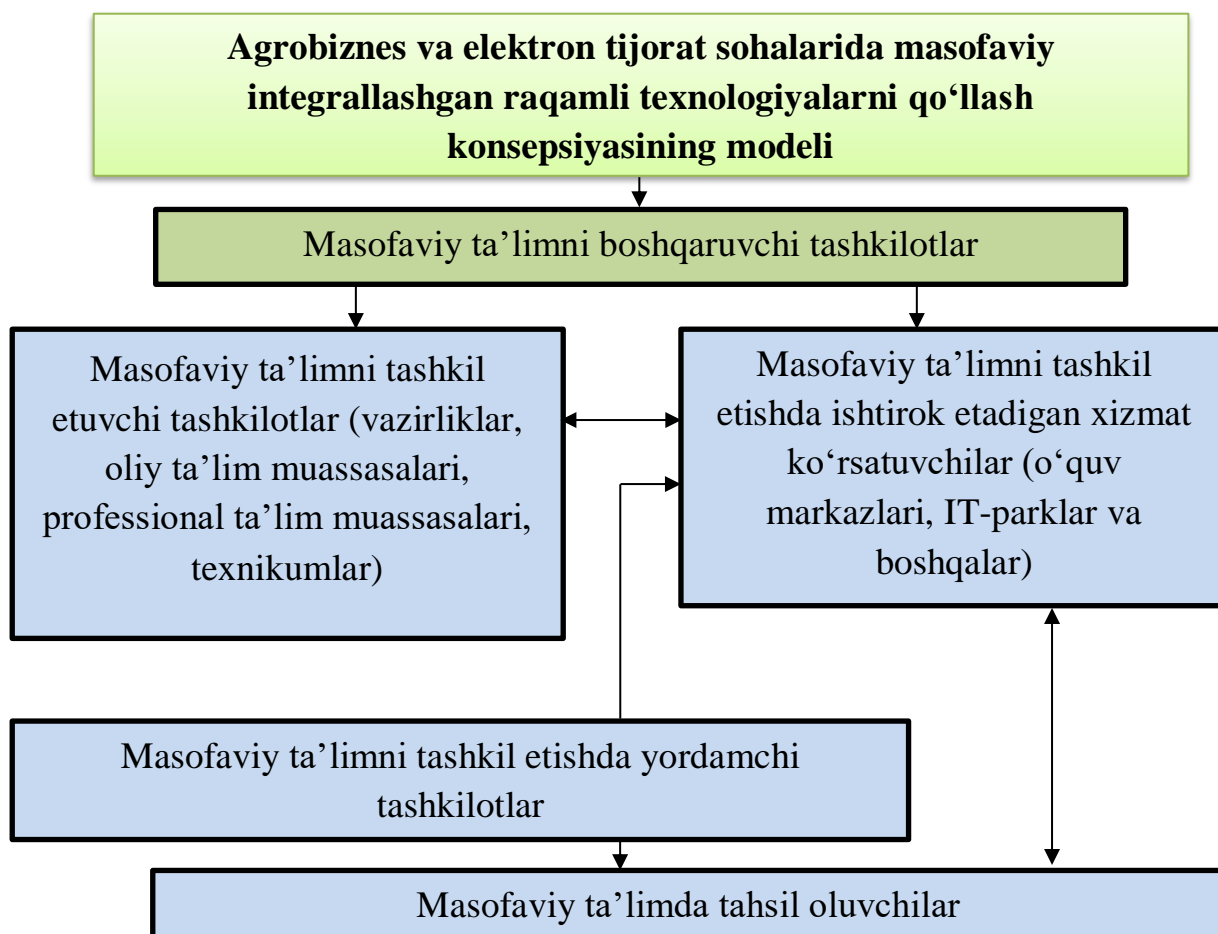 Agrobiznes va elektron tijorat sohalarida masofaviy
integrallashgan raqamli texnologiyalarni qo‘llash
konsepsiyasining modeli
Masofaviy ta’limni boshqaruvchi tashkilotlar
Masofaviy ta’limni tashkil
etuvchi tashkilotlar (vazirliklar,
oliy ta’lim muassasalari,
professional ta’lim muassasalari,
texnikumlar)
Masofaviy ta’limni tashkil
etishda ishtirok etadigan xizmat
ko‘rsatuvchilar (o‘quv
markazlari, IT-parklar va
boshqalar)
Masofaviy ta’limni tashkil etishda yordamchi
tashkilotlar
Masofaviy ta’limda tahsil oluvchilar